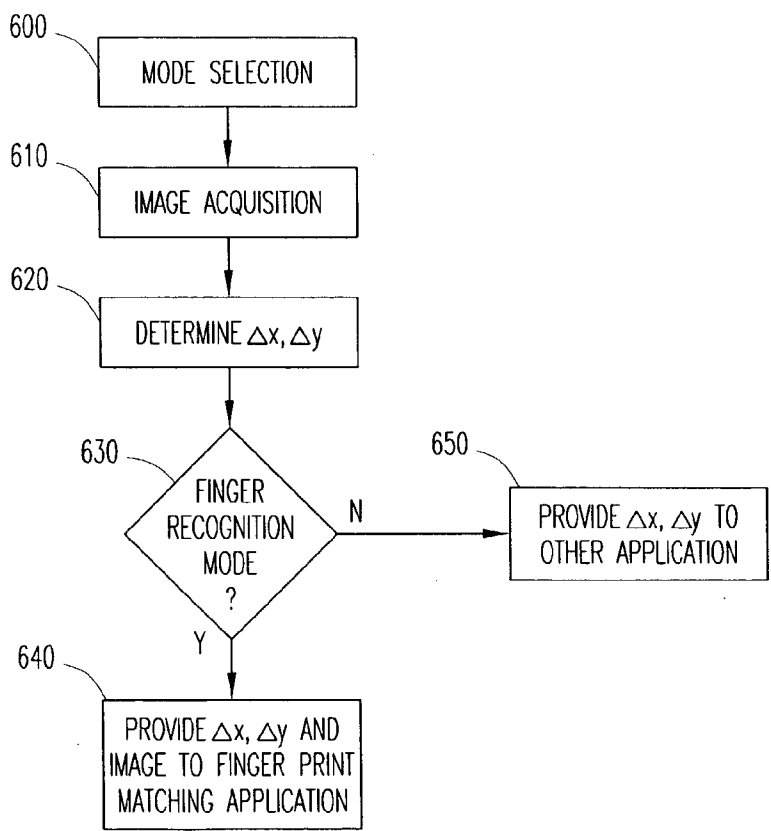 600
MODE SELECTION
610
IMAGE ACQUISITION
620
DETERMINE △x, △y
630
FINGER
RECOGNITION
MODE
?
N
Y
650
PROVIDE △x, △y TO
OTHER APPLICATION
640
PROVIDE △x, △y AND
IMAGE TO FINGER PRINT
MATCHING APPLICATION